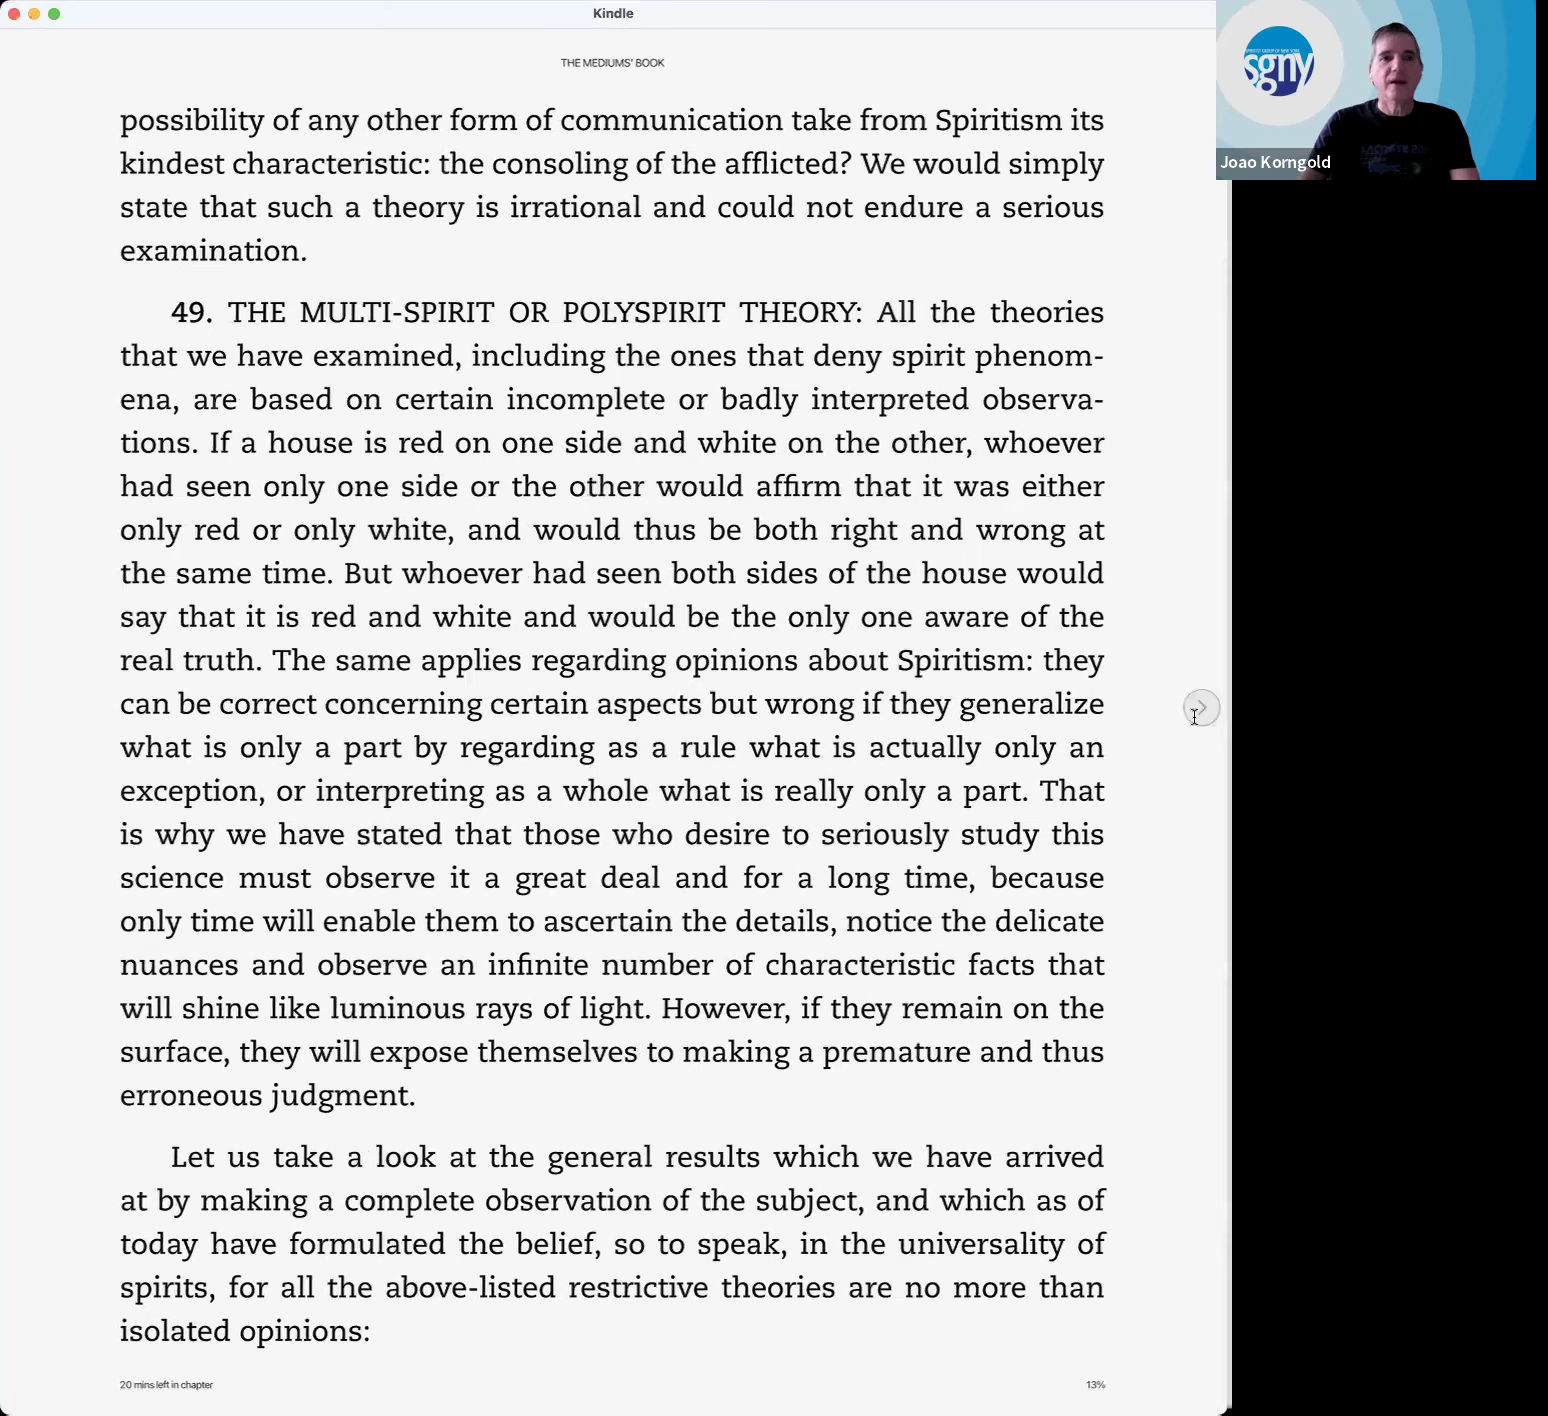 Kindle
THE MEDIUMS' BOOK
possibility of any other form of communication take from Spiritism its
kindest characteristic: the consoling of the afflicted? We would simply
state that such a theory is irrational and could not endure a serious
examination.
49. THE MULTI-SPIRIT OR POLYSPIRIT THEORY: All the theories
that we have examined, including the ones that deny spirit phenom-
ena, are based on certain incomplete or badly interpreted observa-
tions. If a house is red on one side and white on the other, whoever
had seen only one side or the other would affirm that it was either
only red or only white, and would thus be both right and wrong at
the same time. But whoever had seen both sides of the house would
say that it is red and white and would be the only one aware of the
real truth. The same applies regarding opinions about Spiritism: they
can be correct concerning certain aspects but wrong if they generalize
what is only a part by regarding as a rule what is actually only an
exception, or interpreting as a whole what is really only a part. That
is why we have stated that those who desire to seriously study this
science must observe it a great deal and for a long time, because
only time will enable them to ascertain the details, notice the delicate
nuances and observe an infinite number of characteristic facts that
will shine like luminous rays of light. However, if they remain on the
surface, they will expose themselves to making a premature and thus
erroneous judgment.
Let us take a look at the general results which we have arrived
at by making a complete observation of the subject, and which as of
today have formulated the belief, so to speak, in the universality of
spirits, for all the above-listed restrictive theories are no more than
isolated opinions:
20 mins left in chapter
13%
sgny
Joao Korngold